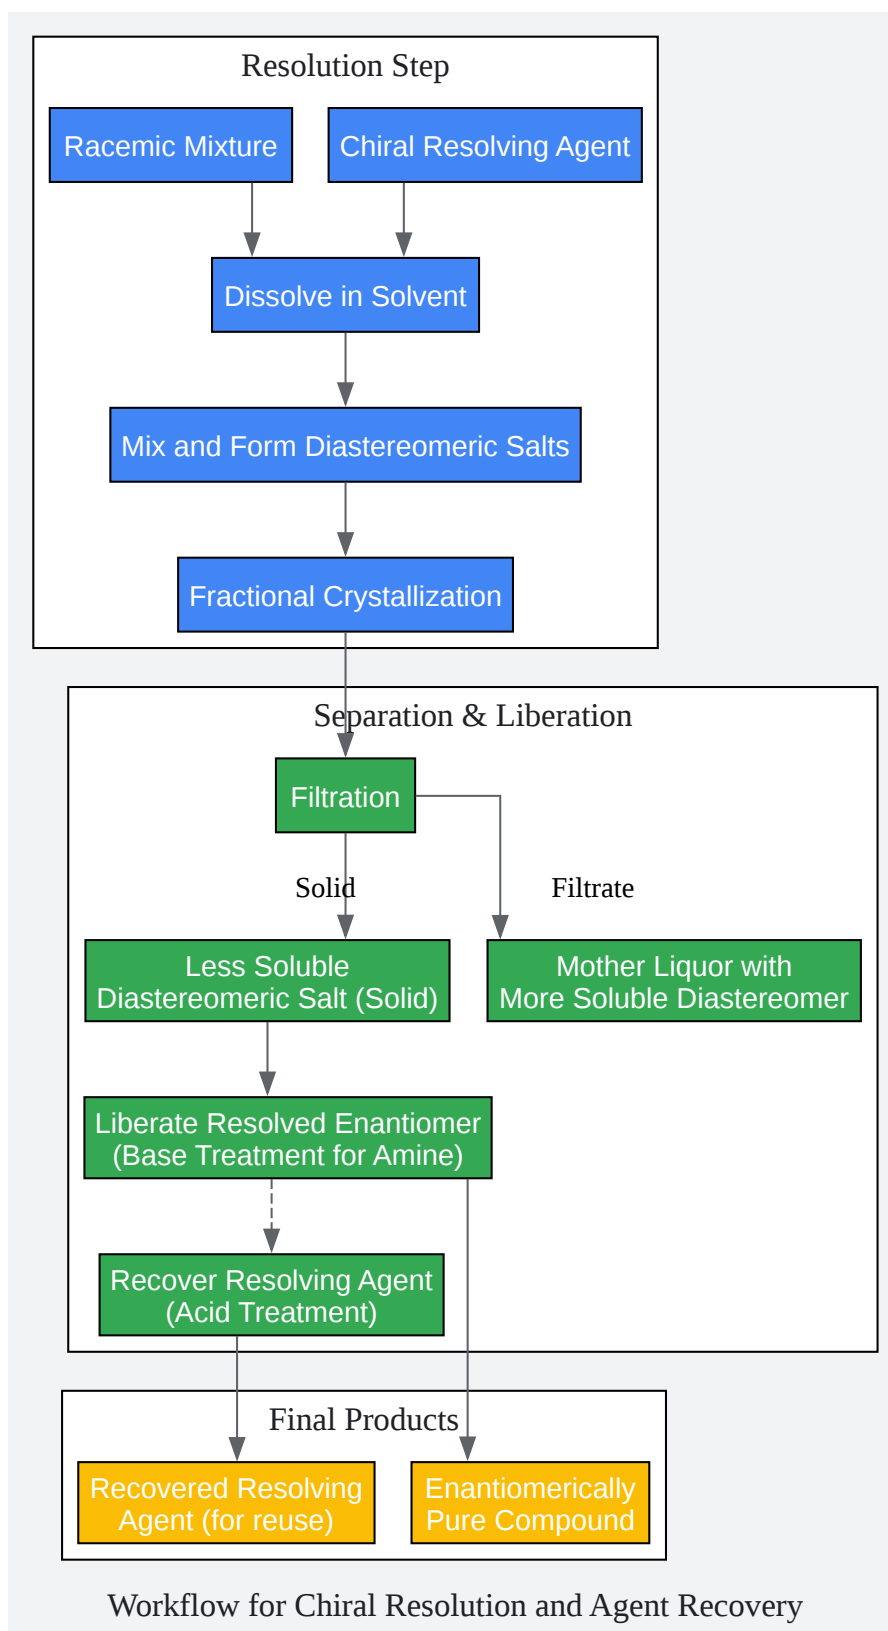 Resolution Step
Racemic Mixture
Chiral Resolving Agent
Dissolve in Solvent
Mix and Form Diastereomeric Salts
Fractional Crystallization
Separation & Liberation
Filtration
Solid
Filtrate
Less Soluble
Diastereomeric Salt (Solid)
Mother Liquor with
More Soluble Diastereomer
Liberate Resolved Enantiomer
(Base Treatment for Amine)
Recover Resolving Agent
(Acid Treatment)
Final Products
Recovered Resolving
Agent (for reuse)
Enantiomerically
Pure Compound
Workflow for Chiral Resolution and Agent Recovery